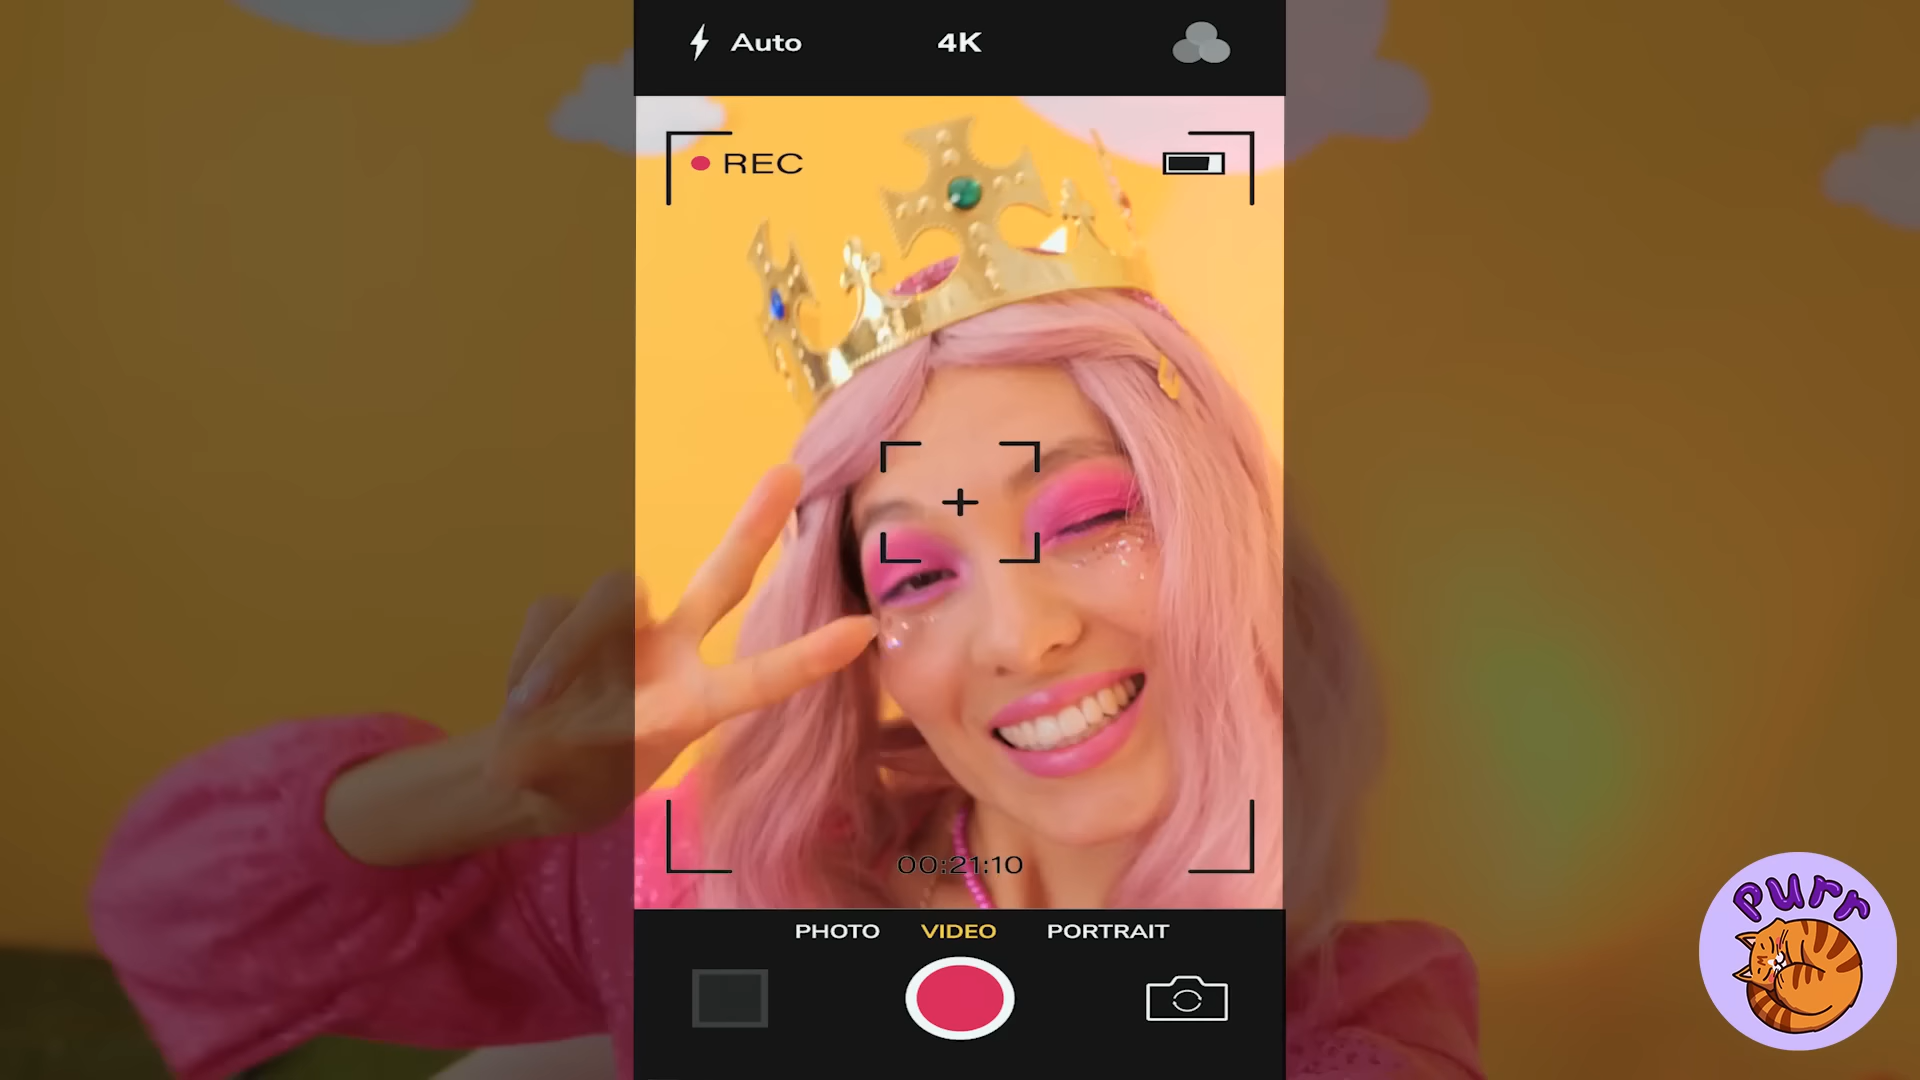 Auto
4K
REC
00:21:10
PHOTO
VIDEO
PORTRAIT
purr